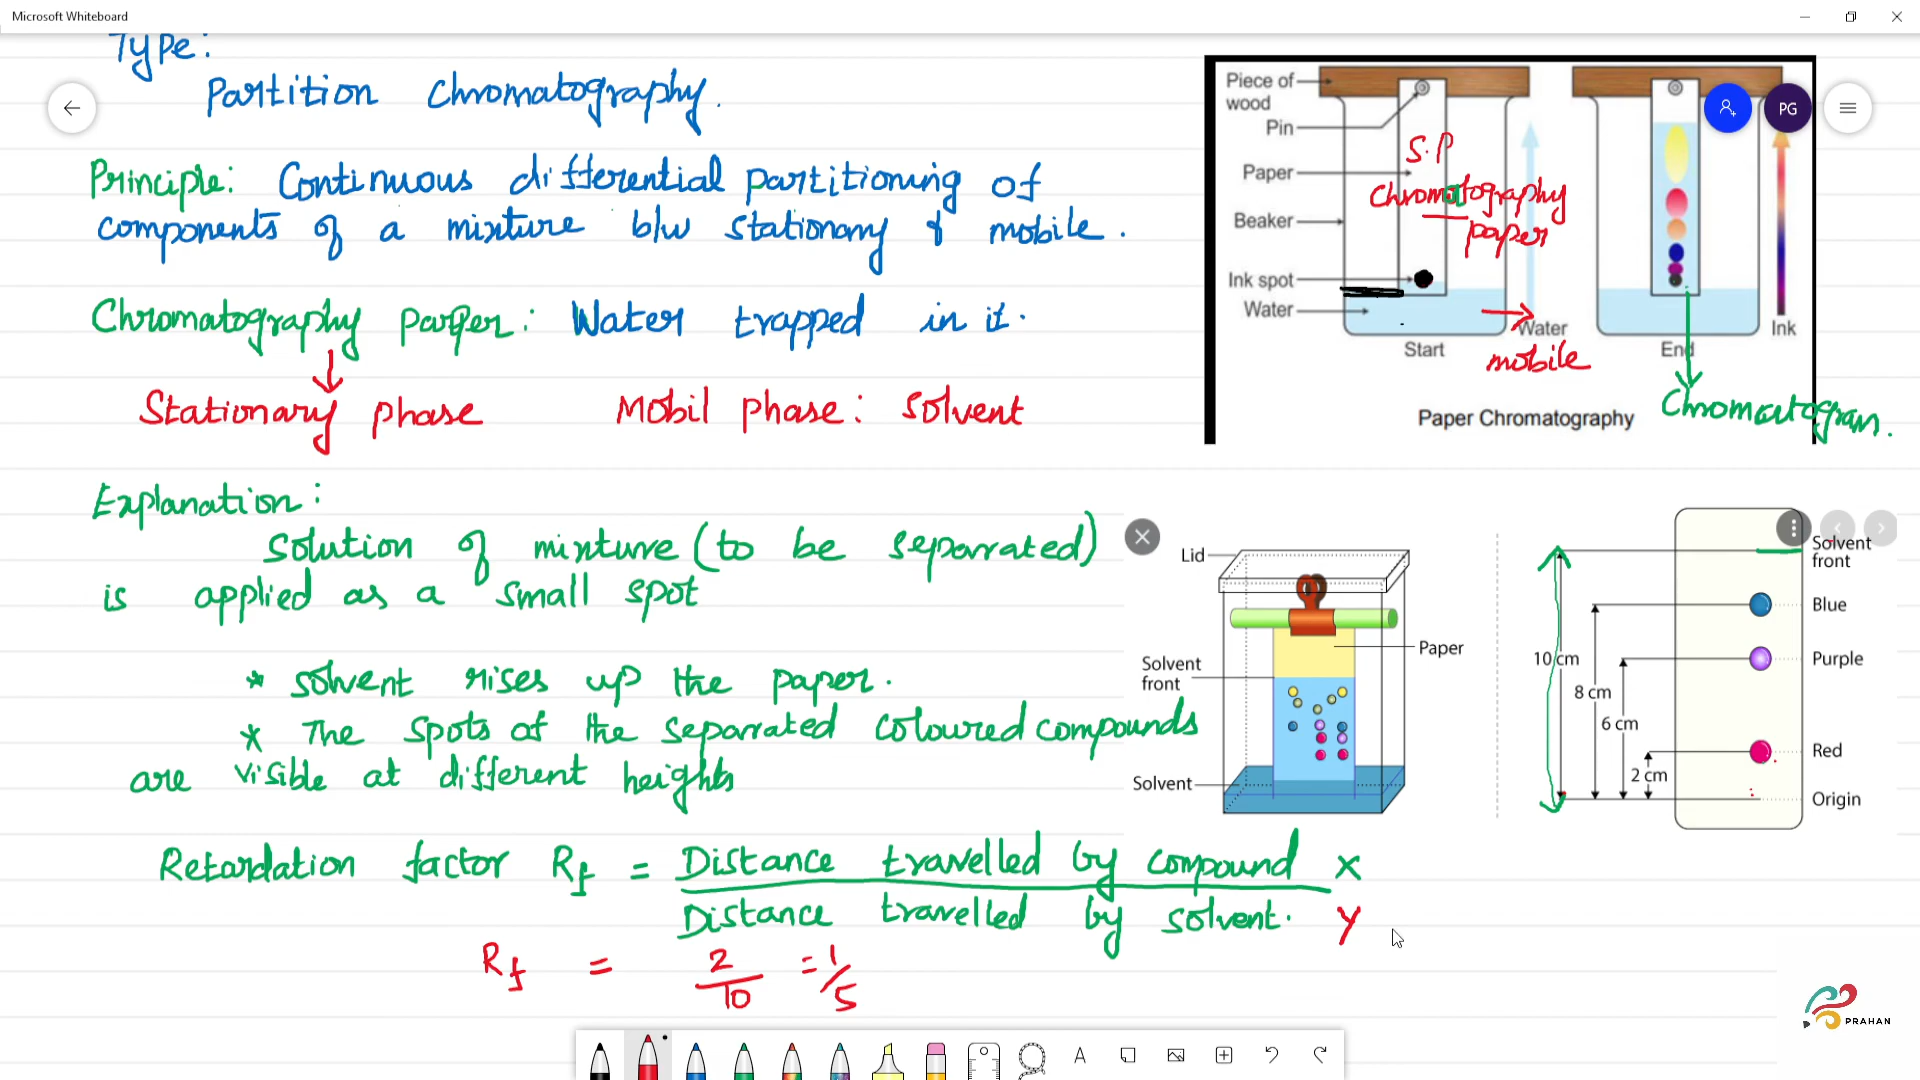 Microsoft Whiteboard
Type:
Partition Chromatography.
Principle: Continuous differential partitioning of
components of a mixture b/w stationary & mobile.
Chromatography paper: Water trapped in it.
Stationary phase Mobil phase: solvent
Explanation:
solution of mixture (to be separrated)
is applied as a small spot
* solvent rises up the paper.
* The spots of the separrated coloured compounds
are visible at different heights
Retardation factor Rf = Distance travelled by compound X
Distance travelled by solvent. Y
Rf = 2/10 = 1/5
Piece of
wood
Pin
Paper
Beaker
Ink spot
Water
S.P
Chromatography
paper
Start
Water
mobile
End
Ink
Chromatogram.
Paper Chromatography
PG
Lid
Paper
Solvent
front
Solvent
Solvent
front
Blue
Purple
Red
Origin
10 cm
8 cm
6 cm
2 cm
PRAHAN
A